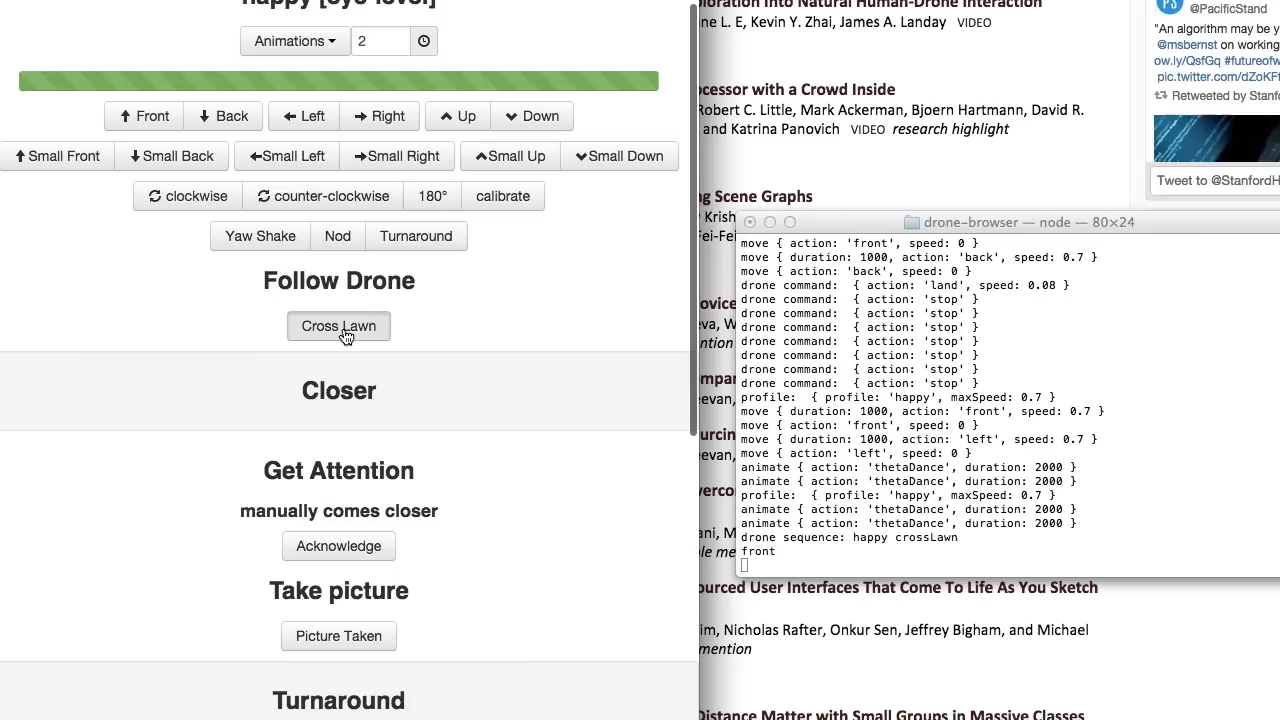 happy [eye level]
Animations 2
Front Back Left Right Up Down
Small Front Small Back Small Left Small Right Small Up Small Down
clockwise counter-clockwise 180° calibrate
Yaw Shake Nod Turnaround
Follow Drone
Cross Lawn
Closer
Get Attention
manually comes closer
Acknowledge
Take picture
Picture Taken
Turnaround
into Natural Human-Drone Interaction
L. E, Kevin Y. Zhai, James A. Landay VIDEO
with a Crowd Inside
Robert C. Little, Mark Ackerman, Bjoern Hartmann, David R.
and Katrina Panovich VIDEO research highlight
Scene Graphs
drone-browser — node — 80×24
move { action: 'front', speed: 0 }
move { duration: 1000, action: 'back', speed: 0.7 }
move { action: 'back', speed: 0 }
drone command:  { action: 'land', speed: 0.08 }
drone command:  { action: 'stop' }
drone command:  { action: 'stop' }
drone command:  { action: 'stop' }
drone command:  { action: 'stop' }
drone command:  { action: 'stop' }
drone command:  { action: 'stop' }
drone command:  { action: 'stop' }
profile:  { profile: 'happy', maxSpeed: 0.7 }
move { duration: 1000, action: 'front', speed: 0.7 }
move { action: 'front', speed: 0 }
move { duration: 1000, action: 'left', speed: 0.7 }
move { action: 'left', speed: 0 }
animate { action: 'thetaDance', duration: 2000 }
animate { action: 'thetaDance', duration: 2000 }
profile:  { profile: 'happy', maxSpeed: 0.7 }
animate { action: 'thetaDance', duration: 2000 }
animate { action: 'thetaDance', duration: 2000 }
drone sequence: happy crossLawn
front
User Interfaces That Come To Life As You Sketch
Nicholas Rafter, Onkur Sen, Jeffrey Bigham, and Michael
mention
Distance Matter with Small Groups in Massive Classes
@PacificStand
"An algorithm may be y
@msbernst on working
ow.ly/QsfGq #futureofw
pic.twitter.com/dZoKF
Retweeted by Stanf
Tweet to @StanfordH